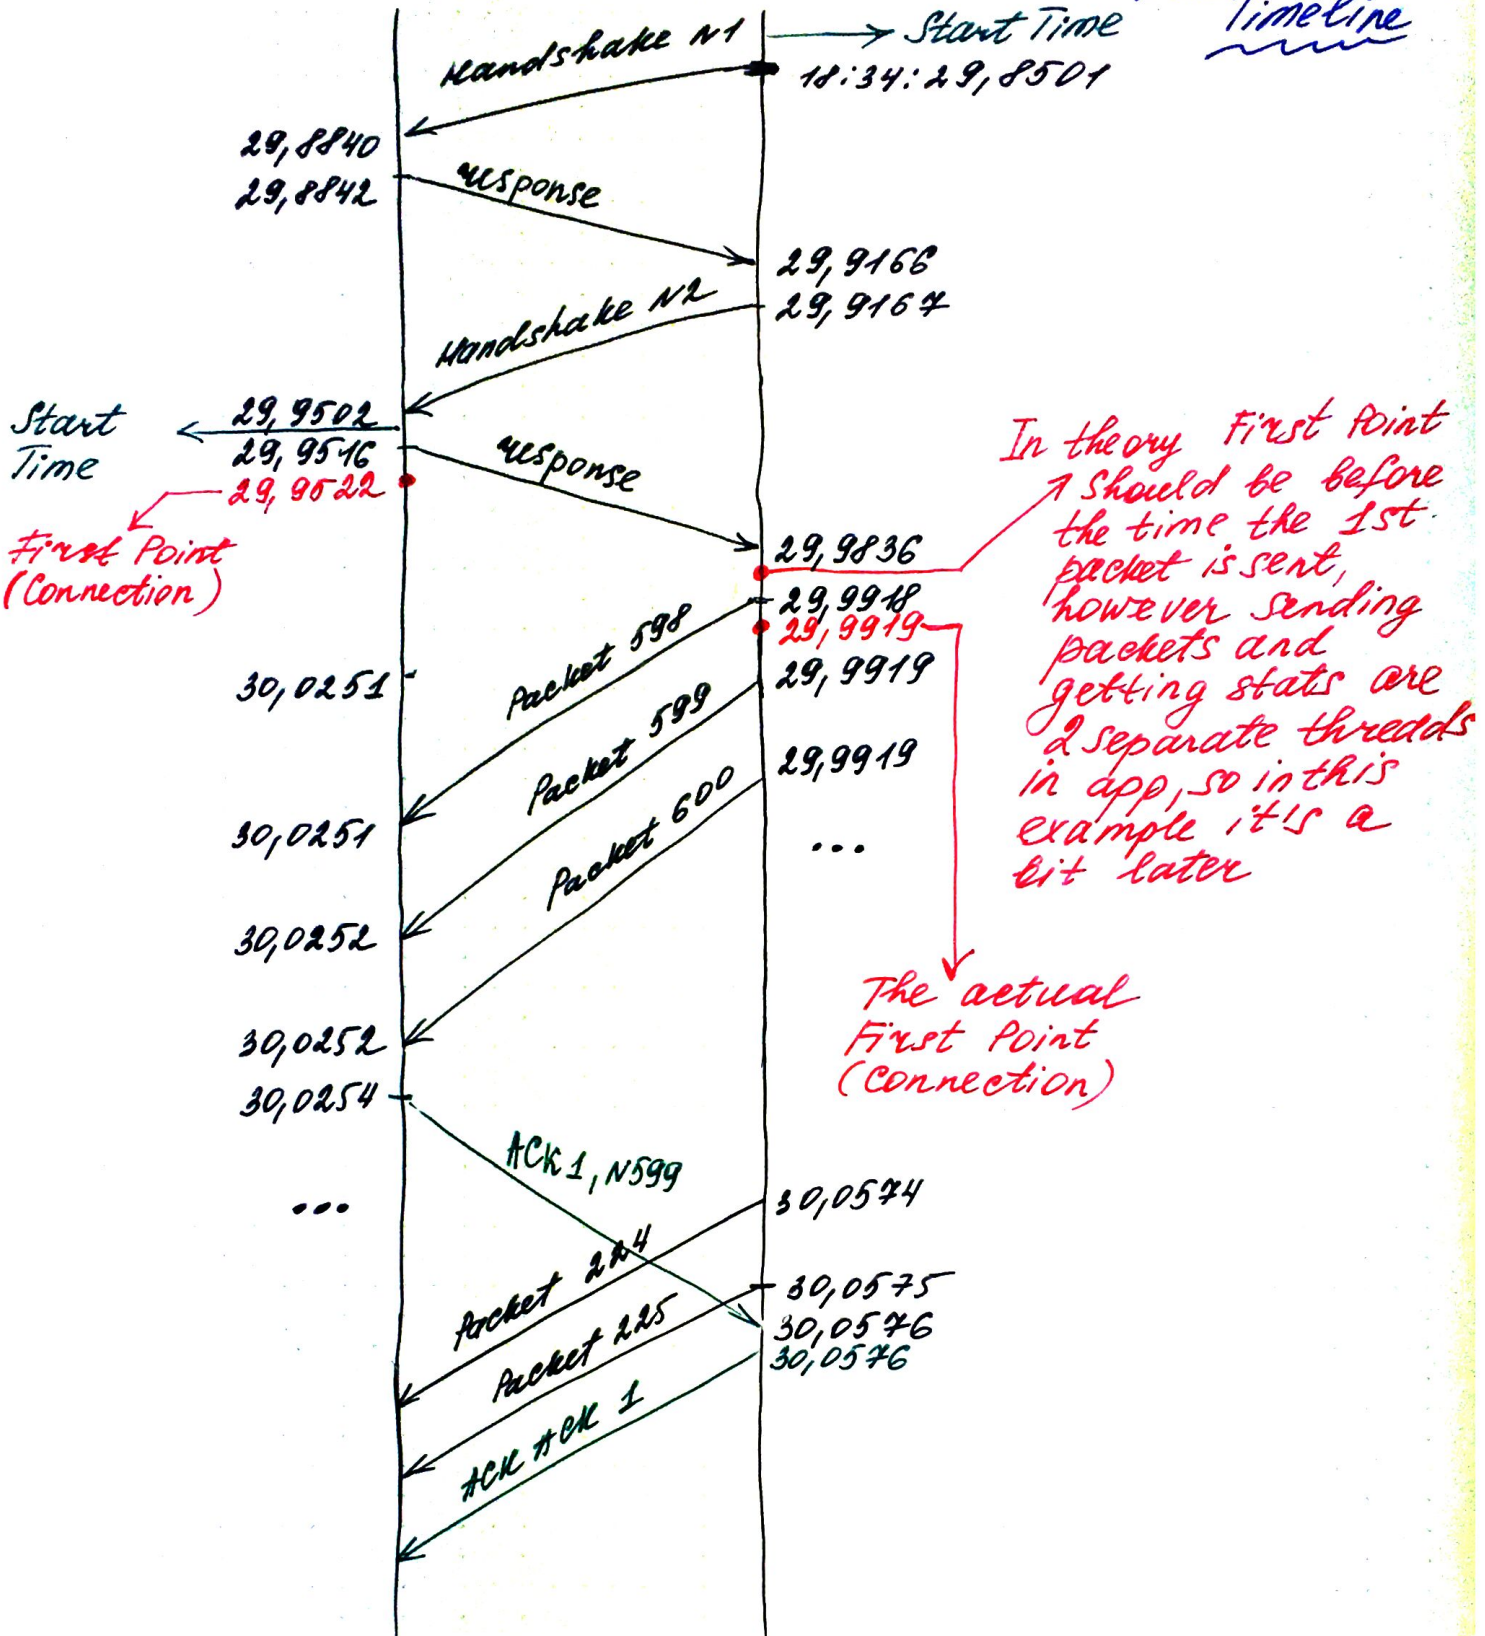 Timeline
Start Time
Handshake N1
18:34:29,8501
29,8840
29,8842
response
29,9166
29,9167
Handshake N2
Start
Time
29,9502
29,9516
29,9522
First Point
(Connection)
response
In theory First Point
should be before
the time the 1st
packet is sent,
however sending
packets and
getting stats are
2 separate threads
in app, so in this
example it's a
bit later
29,9836
29,9918
29,9919
29,9919
Packet 598
30,0251
Packet 599
29,9919
Packet 600
30,0251
...
30,0252
The actual
First Point
(Connection)
30,0252
30,0254
ACK 1, N599
...
30,0574
Packet 224
30,0575
30,0576
30,0576
Packet 225
ACK ACK 1